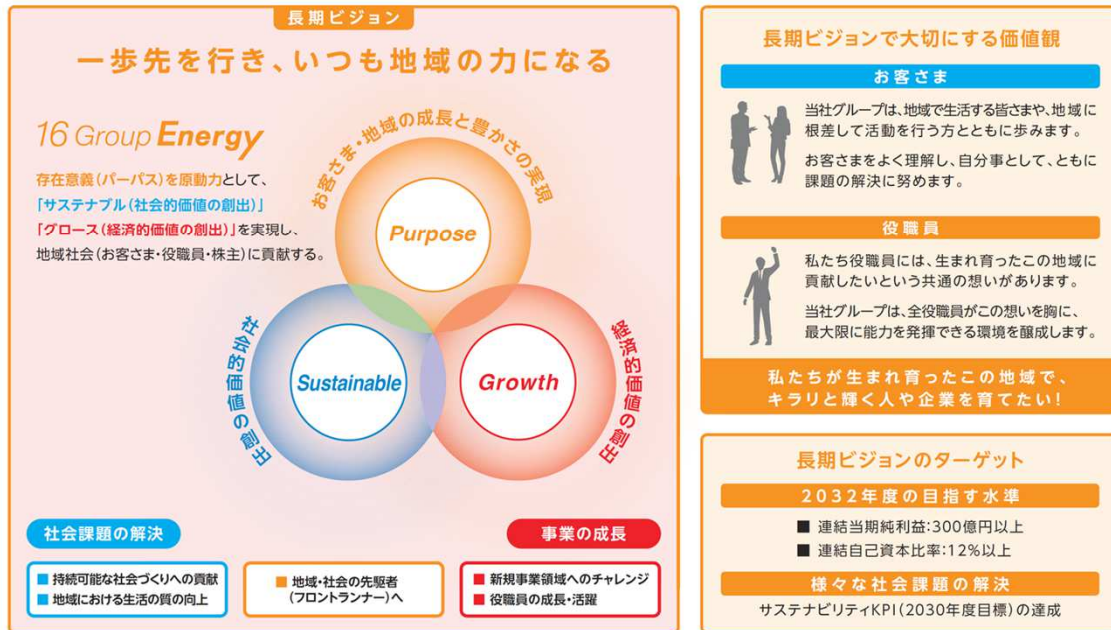 長期ビジョン
一歩先を行き、いつも地域の力になる
16 Group Energy
存在意義(パーパス)を原動力として、
「サステナブル(社会的価値の創出)」
「グロース(経済的価値の創出)」を実現し、
地域社会(お客さま・役職員・株主)に貢献する。
お客さま・地域の成長と豊かさの実現
Purpose
社会的価値の創出
Sustainable
Growth
経済的価値の創出
社会課題の解決
事業の成長
■ 持続可能な社会づくりへの貢献
■ 地域における生活の質の向上
■ 地域・社会の先駆者
(フロントランナー)へ
■ 新規事業領域へのチャレンジ
■ 役職員の成長・活躍
長期ビジョンで大切にする価値観
お客さま
当社グループは、地域で生活する皆さまや、地域に
根差して活動を行う方とともに歩みます。
お客さまをよく理解し、自分事として、ともに
課題の解決に努めます。
役職員
私たち役職員には、生まれ育ったこの地域に
貢献したいという共通の想いがあります。
当社グループは、全役職員がこの想いを胸に、
最大限に能力を発揮できる環境を醸成します。
私たちが生まれ育ったこの地域で、
キラリと輝く人や企業を育てたい!
長期ビジョンのターゲット
2032年度の目指す水準
■ 連結当期純利益:300億円以上
■ 連結自己資本比率:12%以上
様々な社会課題の解決
サステナビリティKPI(2030年度目標)の達成